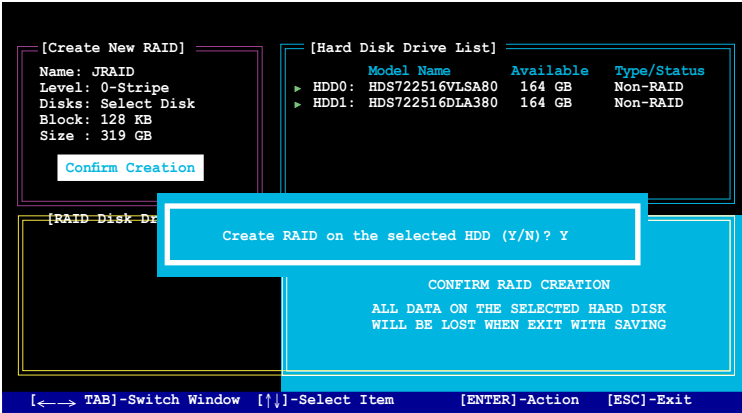 [Create New RAID]
Name: JRAID
Level: 0-Stripe
Disks: Select Disk
Block: 128 KB
Size : 319 GB
Confirm Creation
[Hard Disk Drive List]
Model Name Available Type/Status
HDD0: HDS722516VLSA80 164 GB Non-RAID
HDD1: HDS722516DLA380 164 GB Non-RAID
[RAID Disk Dr
Create RAID on the selected HDD (Y/N)? Y
CONFIRM RAID CREATION
ALL DATA ON THE SELECTED HARD DISK
WILL BE LOST WHEN EXIT WITH SAVING
[←→ TAB]-Switch Window [↑↓]-Select Item [ENTER]-Action [ESC]-Exit